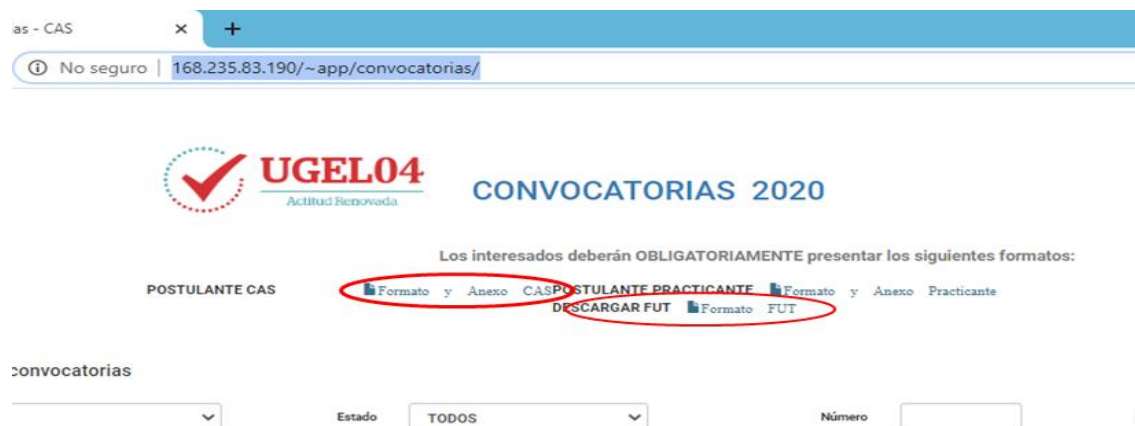 as - CAS × +
No seguro | 168.235.83.190/~app/convocatorias/
UGEL04
Actitud Renovada
CONVOCATORIAS 2020
Los interesados deberán OBLIGATORIAMENTE presentar los siguientes formatos:
POSTULANTE CAS Formato y Anexo CAS POSTULANTE PRACTICANTE Formato y Anexo Practicante
DESCARGAR FUT Formato FUT
convocatorias
Estado TODOS Número